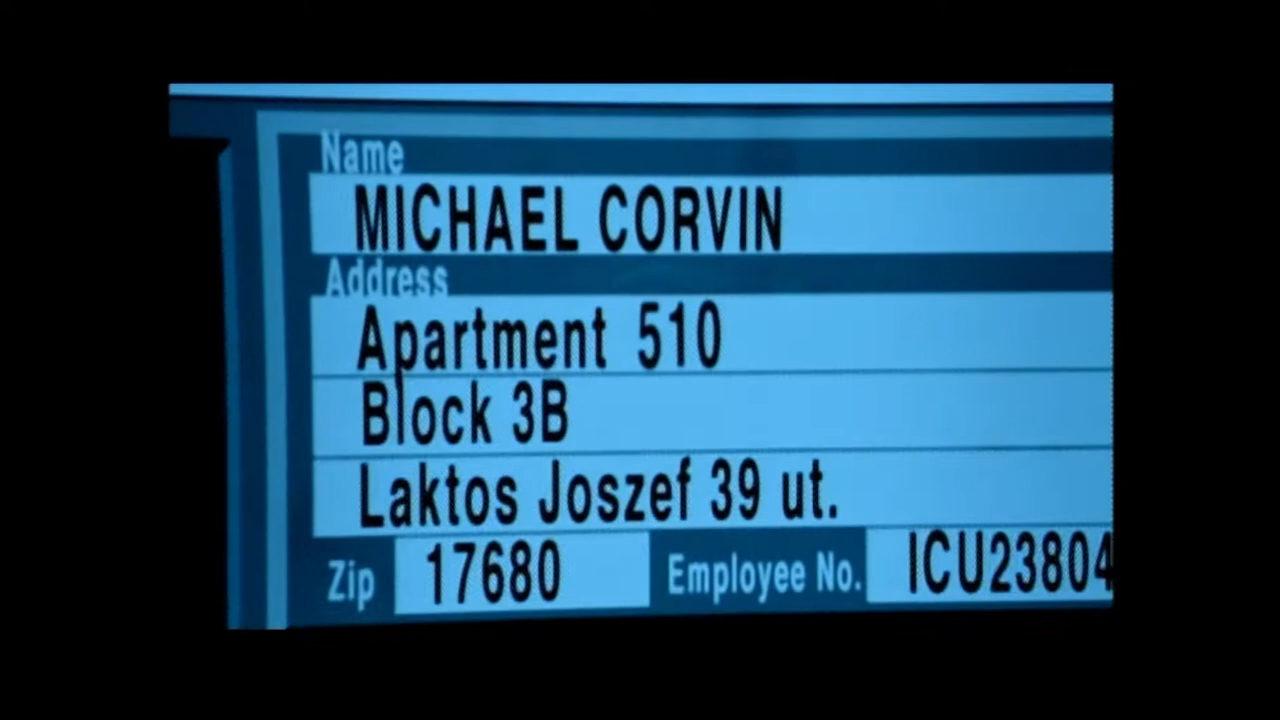 Name
MICHAEL CORVIN
Address
Apartment 510
Block 3B
Laktos Joszef 39 ut.
Zip 17680 Employee No. ICU23804